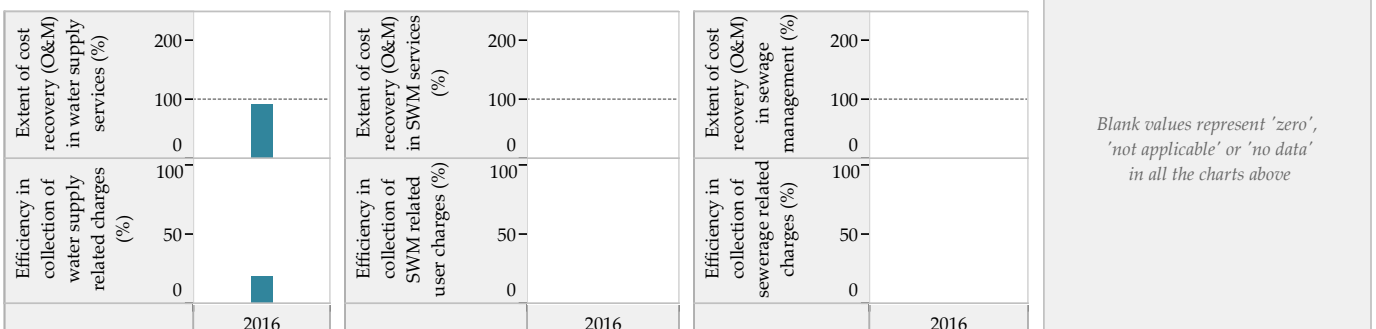 Extent of cost
recovery (O&M)
in water supply
services (%)
200
100
0
Efficiency in
collection of
water supply
related charges
(%)
100
50
0
2016
Extent of cost
recovery (O&M)
in SWM services
(%)
200
100
0
Efficiency in
collection of
SWM related
user charges (%)
100
50
0
2016
Extent of cost
recovery (O&M)
in sewage
management (%)
200
100
0
Efficiency in
collection of
sewerage related
charges (%)
100
50
0
2016
Blank values represent 'zero',
'not applicable' or 'no data'
in all the charts above